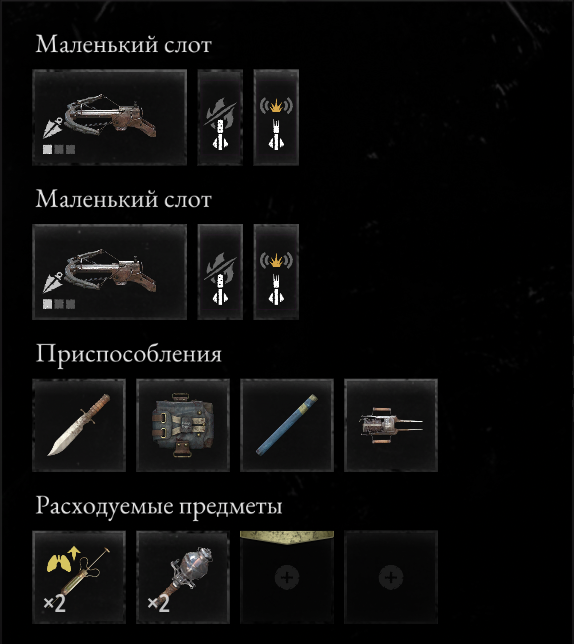 Маленький слот
Маленький слот
Приспособления
Расходуемые предметы
×2
×2